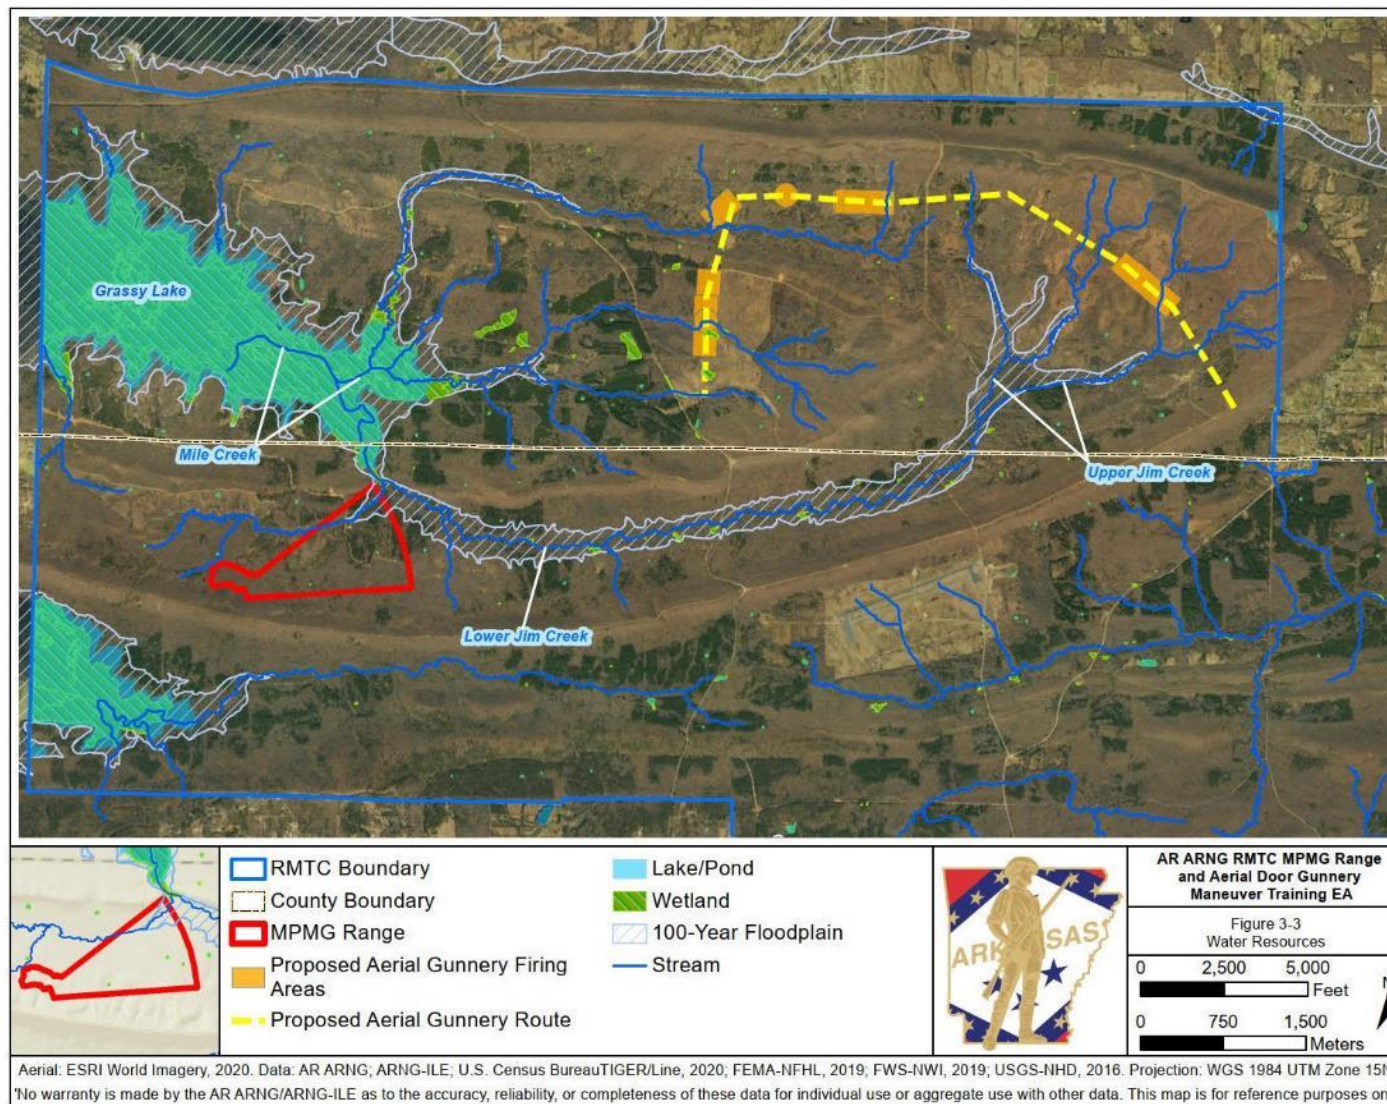 Grassy Lake
Mile Creek
Upper Jim Creek
Lower Jim Creek
RMTC Boundary
County Boundary
MPMG Range
Proposed Aerial Gunnery Firing
Areas
Proposed Aerial Gunnery Route
Lake/Pond
Wetland
100-Year Floodplain
Stream
ARKANSAS
AR ARNG RMTC MPMG Range
and Aerial Door Gunnery
Maneuver Training EA
Figure 3-3
Water Resources
0 2,500 5,000
Feet
N
0 750 1,500
Meters
Aerial: ESRI World Imagery, 2020. Data: AR ARNG; ARNG-ILE; U.S. Census BureauTIGER/Line, 2020; FEMA-NFHL, 2019; FWS-NWI, 2019; USGS-NHD, 2016. Projection: WGS 1984 UTM Zone 15N
'No warranty is made by the AR ARNG/ARNG-ILE as to the accuracy, reliability, or completeness of these data for individual use or aggregate use with other data. This map is for reference purposes on